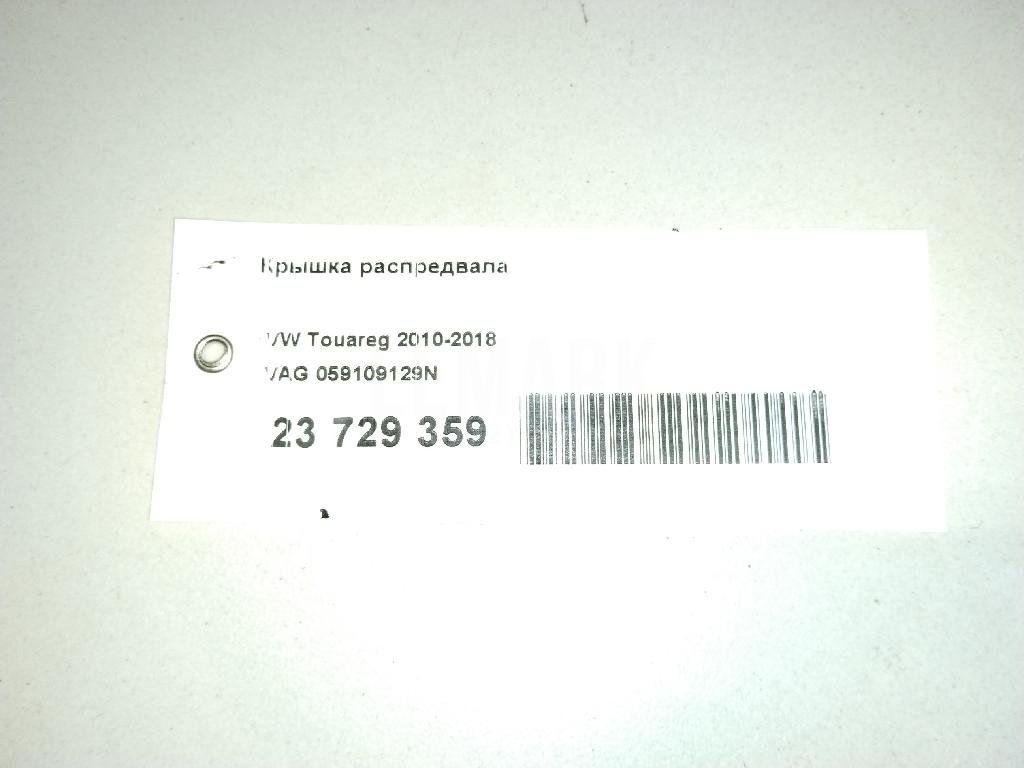 Крышка распредвала
VW Touareg 2010-2018
VAG 059109129N
23 729 359